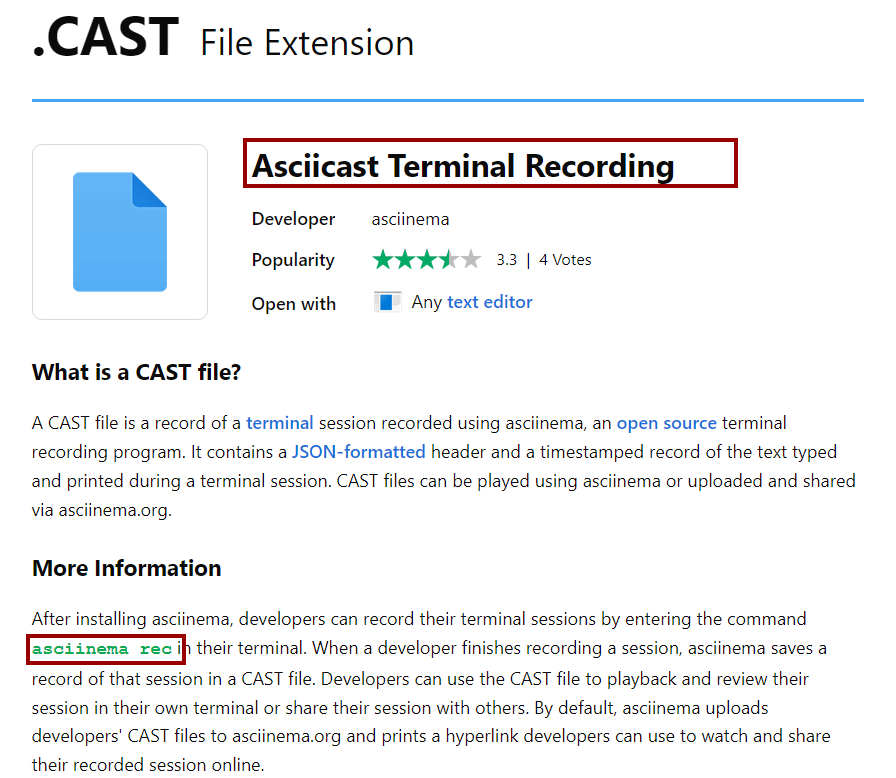 .CAST File Extension
Asciicast Terminal Recording
Developer asciinema
Popularity 3.3 | 4 Votes
Open with Any text editor
What is a CAST file?
A CAST file is a record of a terminal session recorded using asciinema, an open source terminal
recording program. It contains a JSON-formatted header and a timestamped record of the text typed
and printed during a terminal session. CAST files can be played using asciinema or uploaded and shared
via asciinema.org.
More Information
After installing asciinema, developers can record their terminal sessions by entering the command
asciinema rec in their terminal. When a developer finishes recording a session, asciinema saves a
record of that session in a CAST file. Developers can use the CAST file to playback and review their
session in their own terminal or share their session with others. By default, asciinema uploads
developers' CAST files to asciinema.org and prints a hyperlink developers can use to watch and share
their recorded session online.